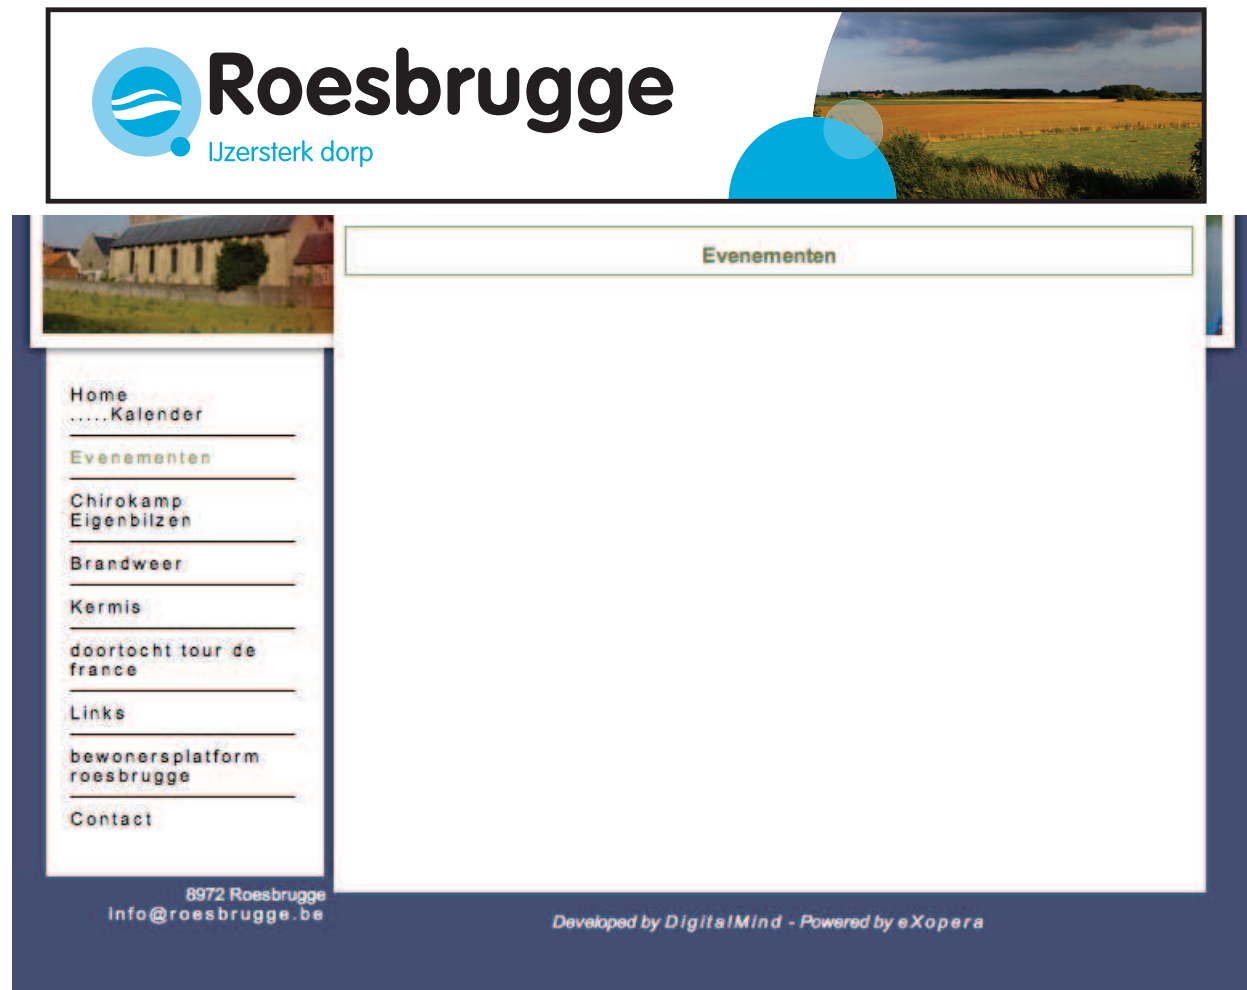 Roesbrugge
IJzersterk dorp
Evenementen
Home
.....Kalender
Evenementen
Chirokamp
Eigenbilzen
Brandweer
Kermis
doortocht tour de
france
Links
bewonersplatform
roesbrugge
Contact
8972 Roesbrugge
info@roesbrugge.be
Developed by DigitalMind - Powered by eXopera